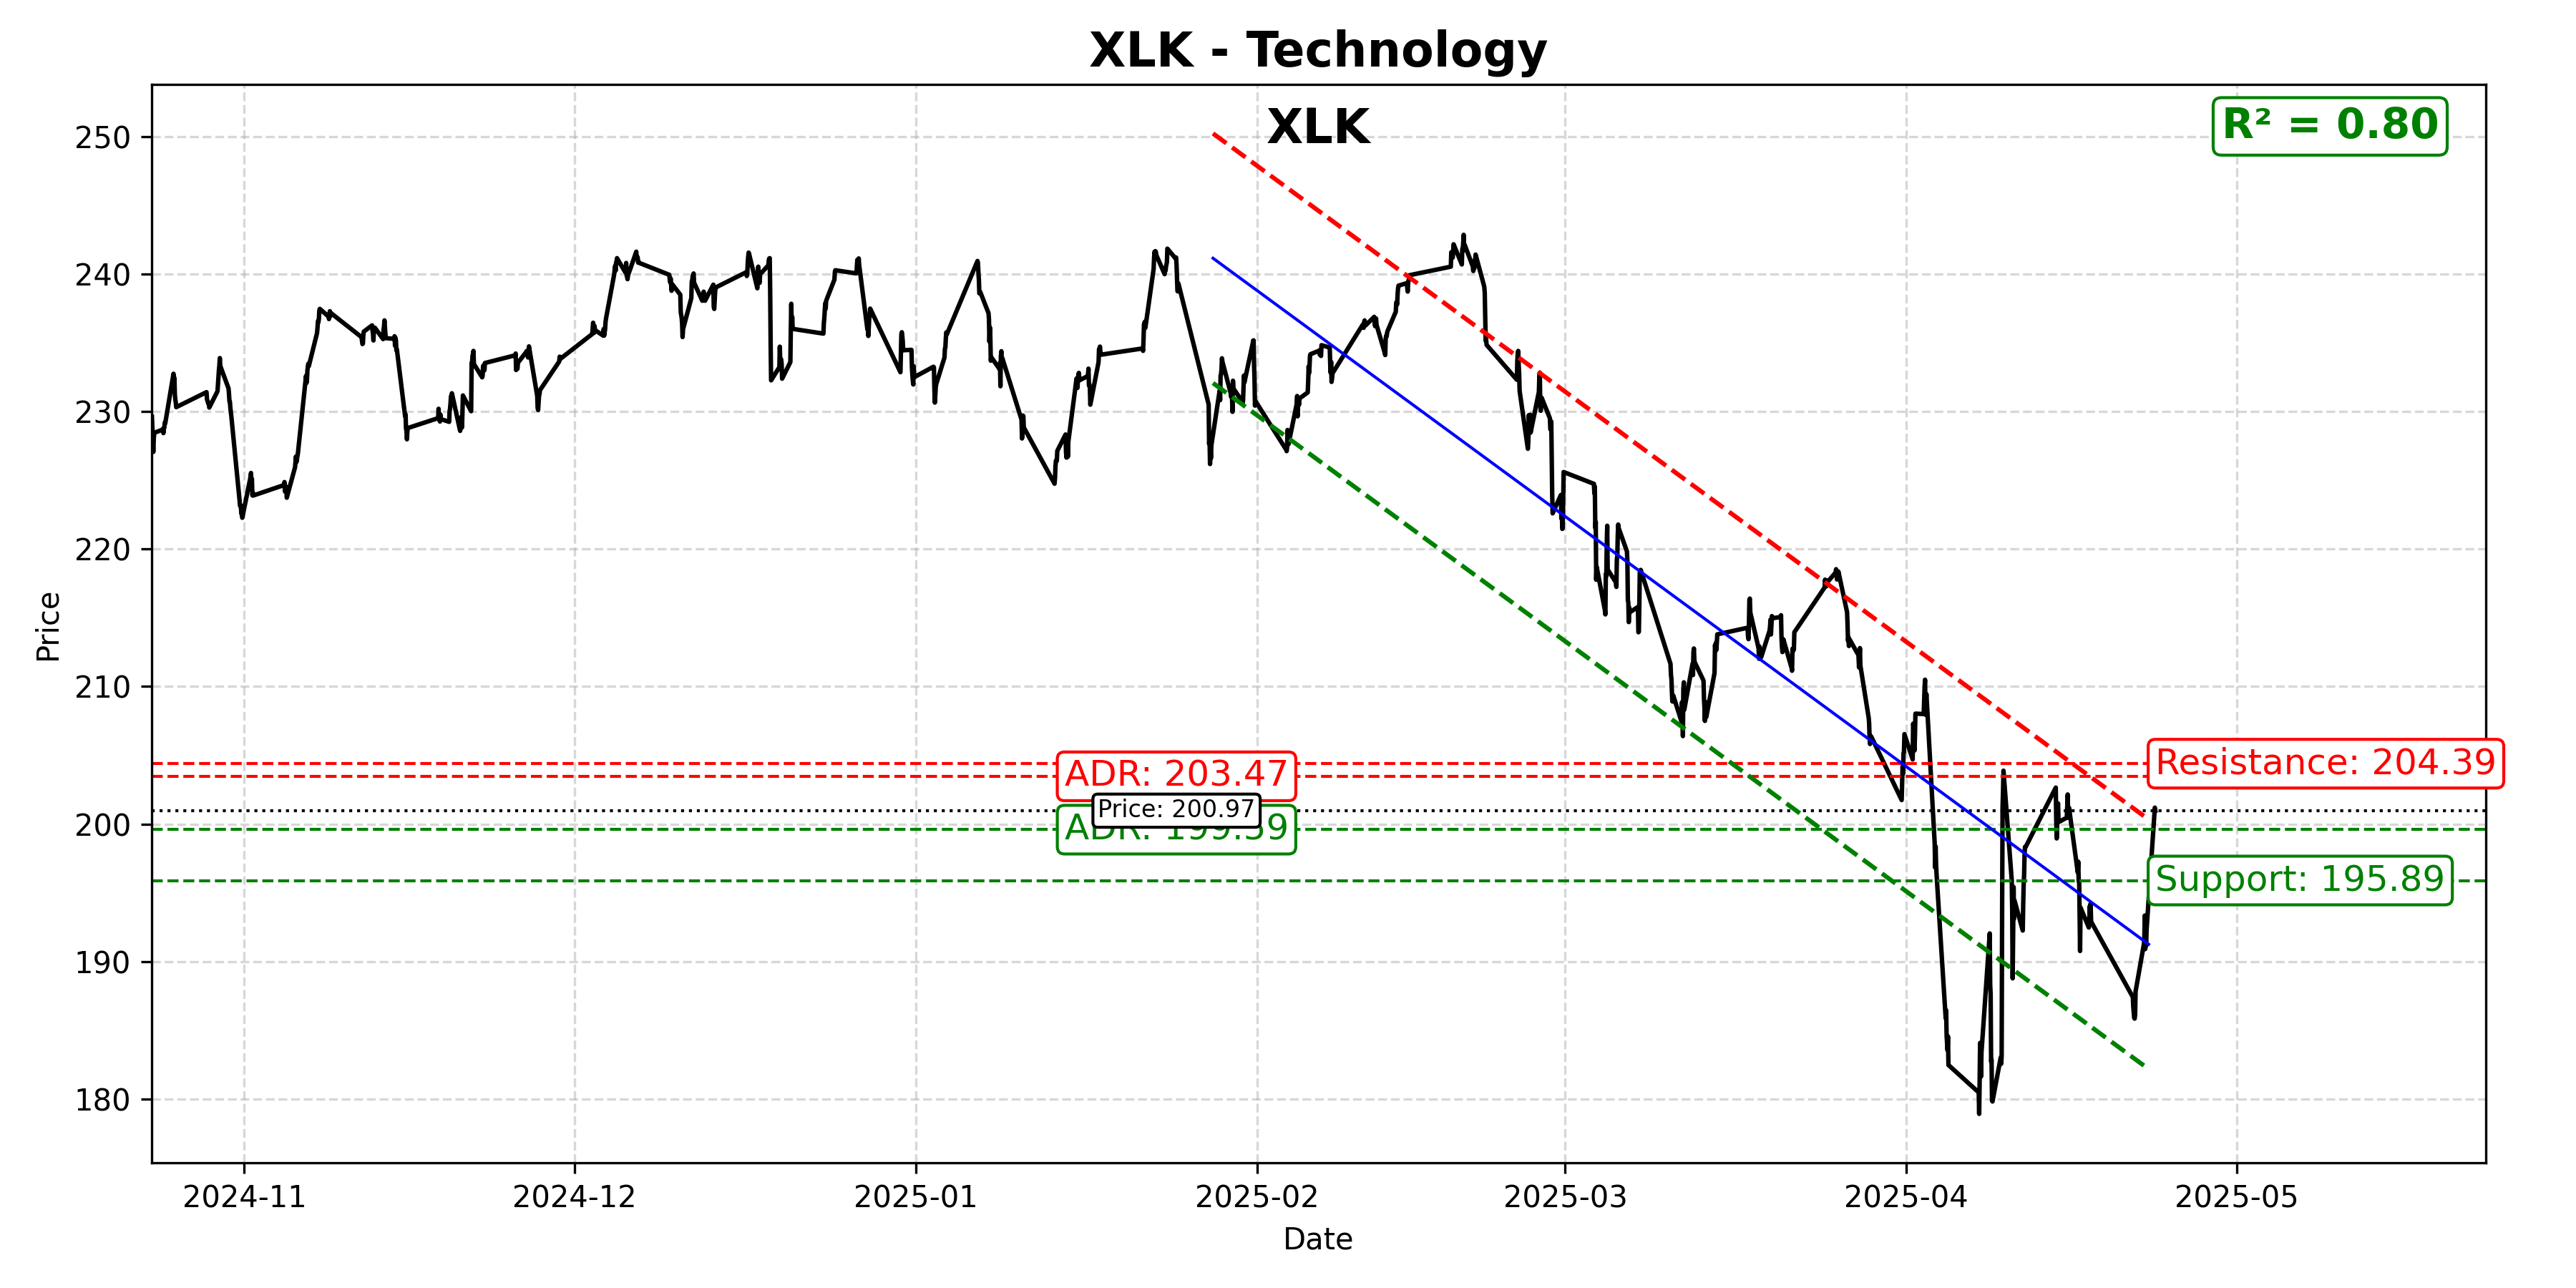 XLK - Technology
XLK
R² = 0.80
250
240
230
220
210
200
190
180
Price
ADR: 203.47
Resistance: 204.39
Price: 200.97
ADR:
Support: 195.89
2024-11
2024-12
2025-01
2025-02
2025-03
2025-04
2025-05
Date